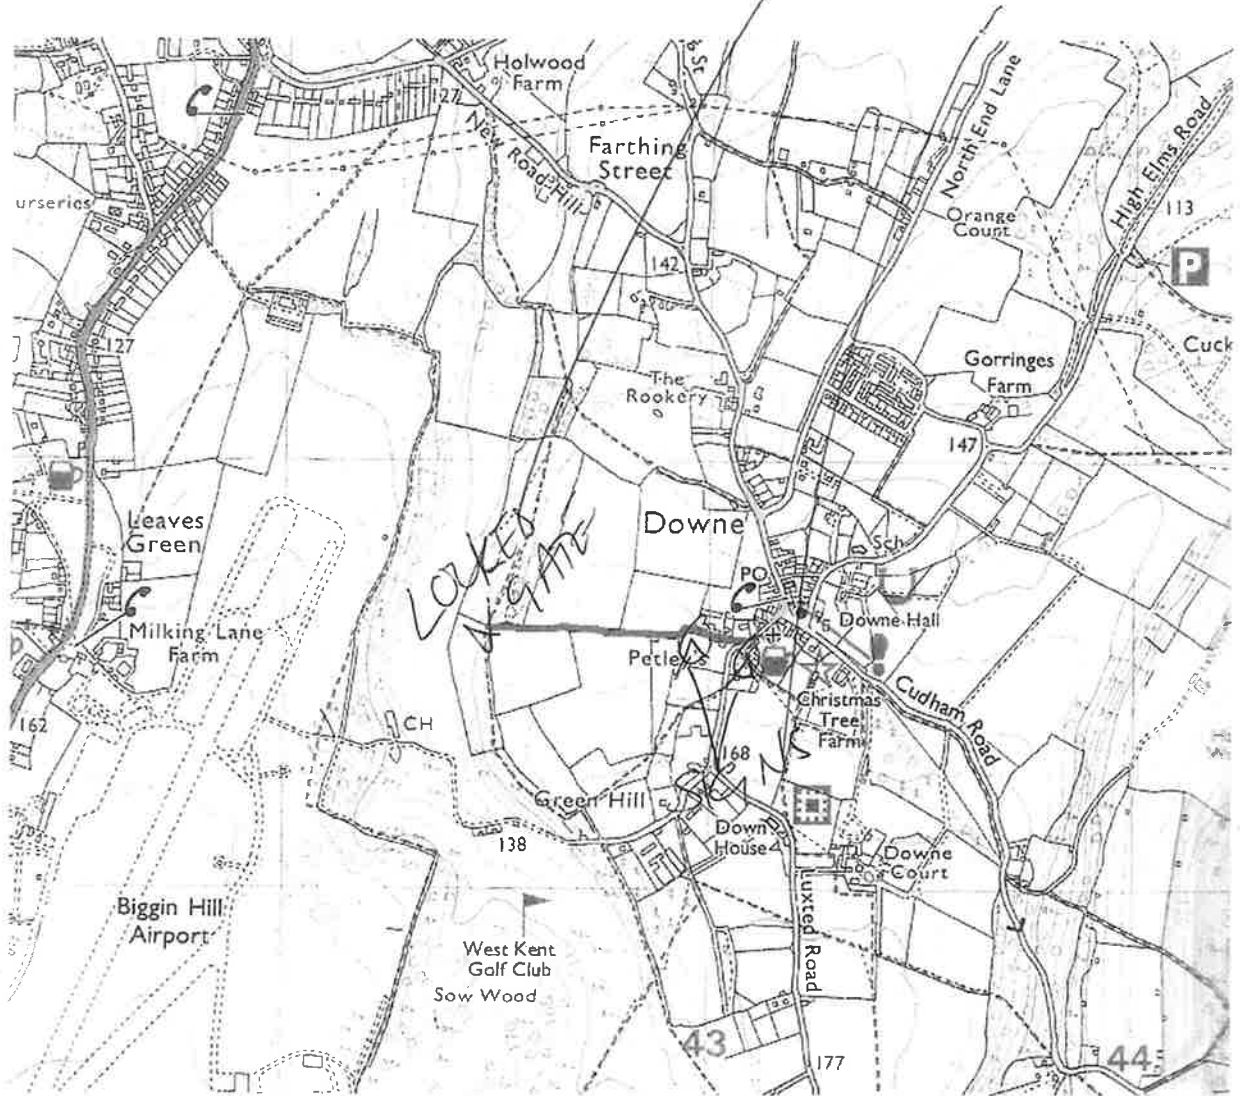 Holwood
Farm
127
New Road Hill
Farthing
Street
St
North End Lane
High Elms Road
113
P
urseries
Orange
Court
142
127
Cuck
Gorringes
Farm
The
Rookery
147
Leaves
Green
LOCKED
GATE
Downe
Sch
PO
Downe Hall
Milking Lane
Farm
Petleys
Christmas
Tree
Farm
Cudham Road
162
CH
168
Green Hill
SIGNS
138
Down
House
Downe
Court
Luxted Road
Biggin Hill
Airport
West Kent
Golf Club
Sow Wood
43
44
177